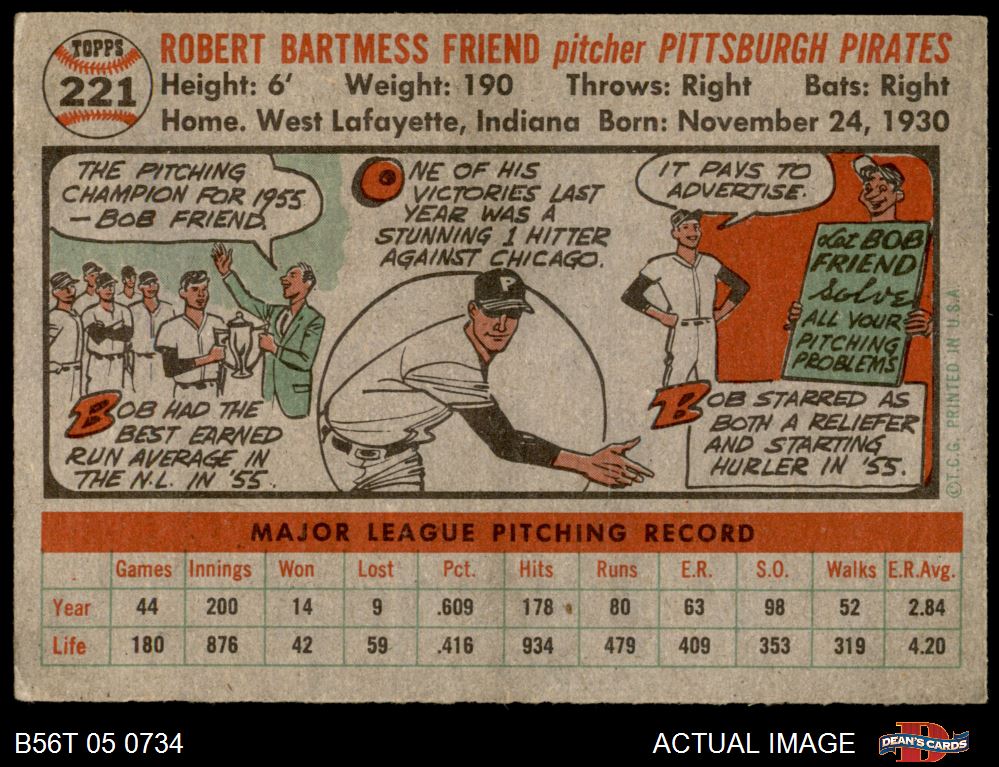 TOPPS
221
ROBERT BARTMESS FRIEND pitcher PITTSBURGH PIRATES
Height: 6' Weight: 190 Throws: Right Bats: Right
Home. West Lafayette, Indiana Born: November 24, 1930
THE PITCHING
CHAMPION FOR 1955
— BOB FRIEND.
BOB HAD THE
BEST EARNED
RUN AVERAGE IN
THE N.L. IN '55.
ONE OF HIS
VICTORIES LAST
YEAR WAS A
STUNNING 1 HITTER
AGAINST CHICAGO.
P
IT PAYS TO
ADVERTISE.
Let BOB
FRIEND
Solve
ALL YOUR
PITCHING
PROBLEMS
BOB STARRED AS
BOTH A RELIEFER
AND STARTING
HURLER IN '55.
©T.C.G. PRINTED IN U.S.A.
MAJOR LEAGUE PITCHING RECORD
Games Innings Won Lost Pct. Hits Runs E.R. S.O. Walks E.R.Avg.
Year 44 200 14 9 .609 178 80 63 98 52 2.84
Life 180 876 42 59 .416 934 479 409 353 319 4.20
B56T 05 0734
ACTUAL IMAGE
DEAN'S CARDS